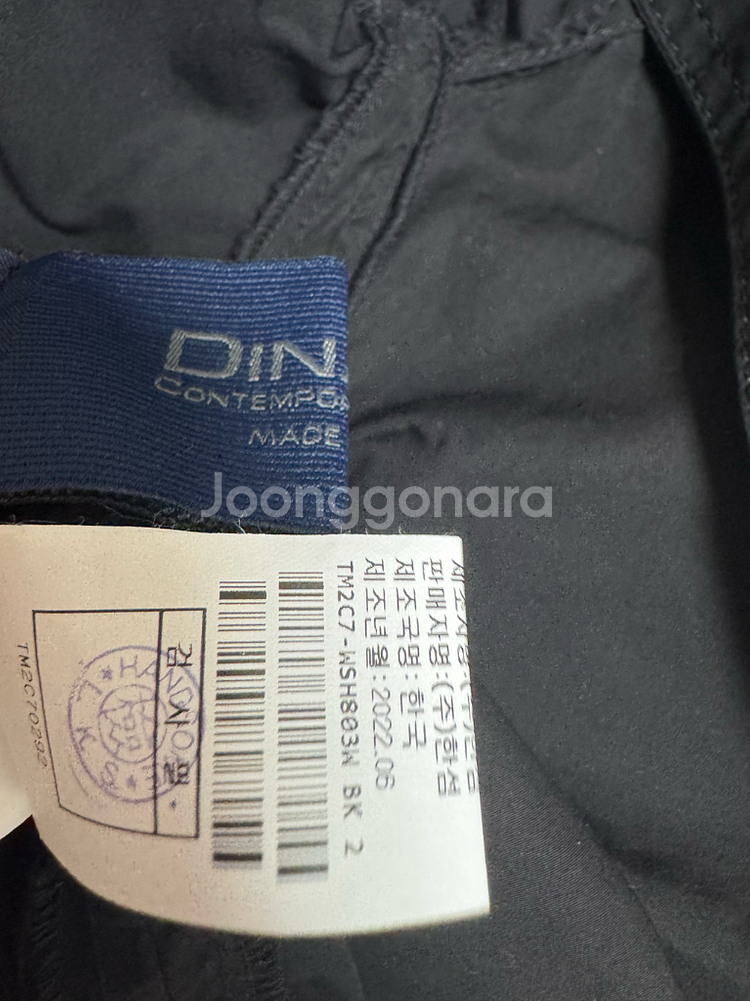 DIN
CONTEMPO
MADE
Joonggonara
판매자명:(주)한섬
제조국명:한국
제조년월:2022.06
TM2C7-WSH803W BK 2
검사필
TM2C70292